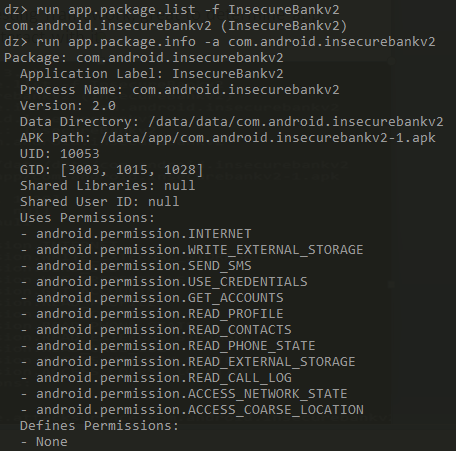 dz> run app.package.list -f InsecureBankv2
com.android.insecurebankv2 (InsecureBankv2)
dz> run app.package.info -a com.android.insecurebankv2
Package: com.android.insecurebankv2
  Application Label: InsecureBankv2
  Process Name: com.android.insecurebankv2
  Version: 2.0
  Data Directory: /data/data/com.android.insecurebankv2
  APK Path: /data/app/com.android.insecurebankv2-1.apk
  UID: 10053
  GID: [3003, 1015, 1028]
  Shared Libraries: null
  Shared User ID: null
  Uses Permissions:
  - android.permission.INTERNET
  - android.permission.WRITE_EXTERNAL_STORAGE
  - android.permission.SEND_SMS
  - android.permission.USE_CREDENTIALS
  - android.permission.GET_ACCOUNTS
  - android.permission.READ_PROFILE
  - android.permission.READ_CONTACTS
  - android.permission.READ_PHONE_STATE
  - android.permission.READ_EXTERNAL_STORAGE
  - android.permission.READ_CALL_LOG
  - android.permission.ACCESS_NETWORK_STATE
  - android.permission.ACCESS_COARSE_LOCATION
  Defines Permissions:
  - None